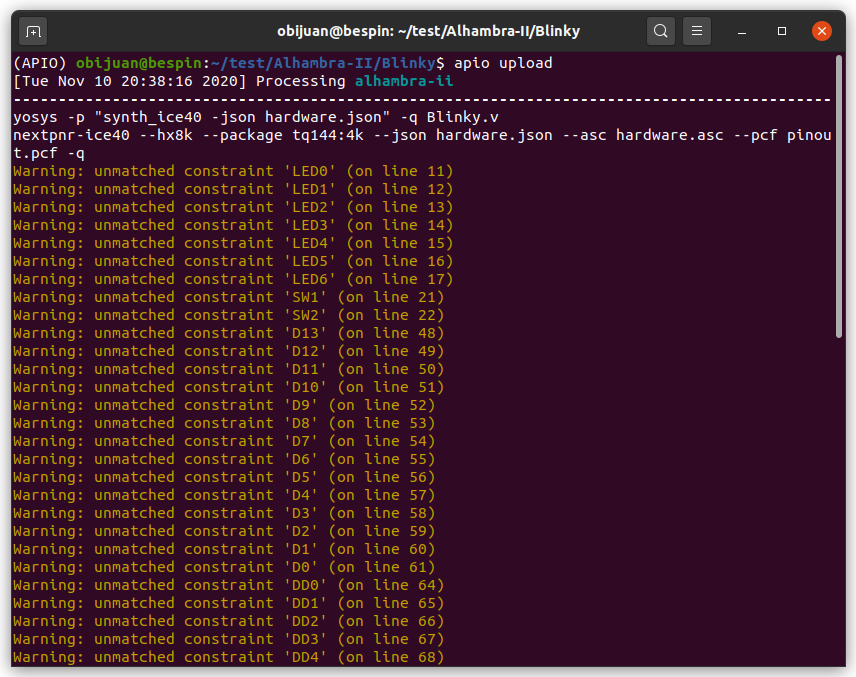 obijuan@bespin: ~/test/Alhambra-II/Blinky
(APIO) obijuan@bespin:~/test/Alhambra-II/Blinky$ apio upload
[Tue Nov 10 20:38:16 2020] Processing alhambra-ii
-------------------------------------------------------------------------------------------
yosys -p "synth_ice40 -json hardware.json" -q Blinky.v
nextpnr-ice40 --hx8k --package tq144:4k --json hardware.json --asc hardware.asc --pcf pinou
t.pcf -q
Warning: unmatched constraint 'LED0' (on line 11)
Warning: unmatched constraint 'LED1' (on line 12)
Warning: unmatched constraint 'LED2' (on line 13)
Warning: unmatched constraint 'LED3' (on line 14)
Warning: unmatched constraint 'LED4' (on line 15)
Warning: unmatched constraint 'LED5' (on line 16)
Warning: unmatched constraint 'LED6' (on line 17)
Warning: unmatched constraint 'SW1' (on line 21)
Warning: unmatched constraint 'SW2' (on line 22)
Warning: unmatched constraint 'D13' (on line 48)
Warning: unmatched constraint 'D12' (on line 49)
Warning: unmatched constraint 'D11' (on line 50)
Warning: unmatched constraint 'D10' (on line 51)
Warning: unmatched constraint 'D9' (on line 52)
Warning: unmatched constraint 'D8' (on line 53)
Warning: unmatched constraint 'D7' (on line 54)
Warning: unmatched constraint 'D6' (on line 55)
Warning: unmatched constraint 'D5' (on line 56)
Warning: unmatched constraint 'D4' (on line 57)
Warning: unmatched constraint 'D3' (on line 58)
Warning: unmatched constraint 'D2' (on line 59)
Warning: unmatched constraint 'D1' (on line 60)
Warning: unmatched constraint 'D0' (on line 61)
Warning: unmatched constraint 'DD0' (on line 64)
Warning: unmatched constraint 'DD1' (on line 65)
Warning: unmatched constraint 'DD2' (on line 66)
Warning: unmatched constraint 'DD3' (on line 67)
Warning: unmatched constraint 'DD4' (on line 68)